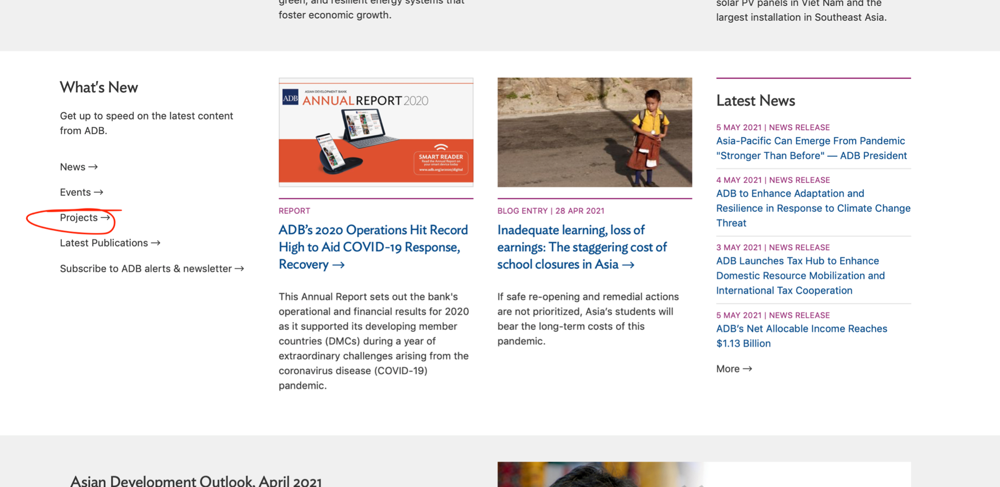 green, and resilient energy systems that
foster economic growth.
solar PV panels in Viet Nam and the
largest installation in Southeast Asia.
What's New
Get up to speed on the latest content
from ADB.
News →
Events →
Projects →
Latest Publications →
Subscribe to ADB alerts & newsletter →
ADB
ASIAN DEVELOPMENT BANK
ANNUAL REPORT 2020
SMART READER
Read the Annual Report on
your smart device today
www.adb.org/ar2020/digital
REPORT
ADB’s 2020 Operations Hit Record
High to Aid COVID-19 Response,
Recovery →
This Annual Report sets out the bank's
operational and financial results for 2020
as it supported its developing member
countries (DMCs) during a year of
extraordinary challenges arising from the
coronavirus disease (COVID-19)
pandemic.
BLOG ENTRY | 28 APR 2021
Inadequate learning, loss of
earnings: The staggering cost of
school closures in Asia →
If safe re-opening and remedial actions
are not prioritized, Asia’s students will
bear the long-term costs of this
pandemic.
Latest News
5 MAY 2021 | NEWS RELEASE
Asia-Pacific Can Emerge From Pandemic
"Stronger Than Before" — ADB President
4 MAY 2021 | NEWS RELEASE
ADB to Enhance Adaptation and
Resilience in Response to Climate Change
Threat
3 MAY 2021 | NEWS RELEASE
ADB Launches Tax Hub to Enhance
Domestic Resource Mobilization and
International Tax Cooperation
5 MAY 2021 | NEWS RELEASE
ADB’s Net Allocable Income Reaches
$1.13 Billion
More →
Asian Development Outlook, April 2021